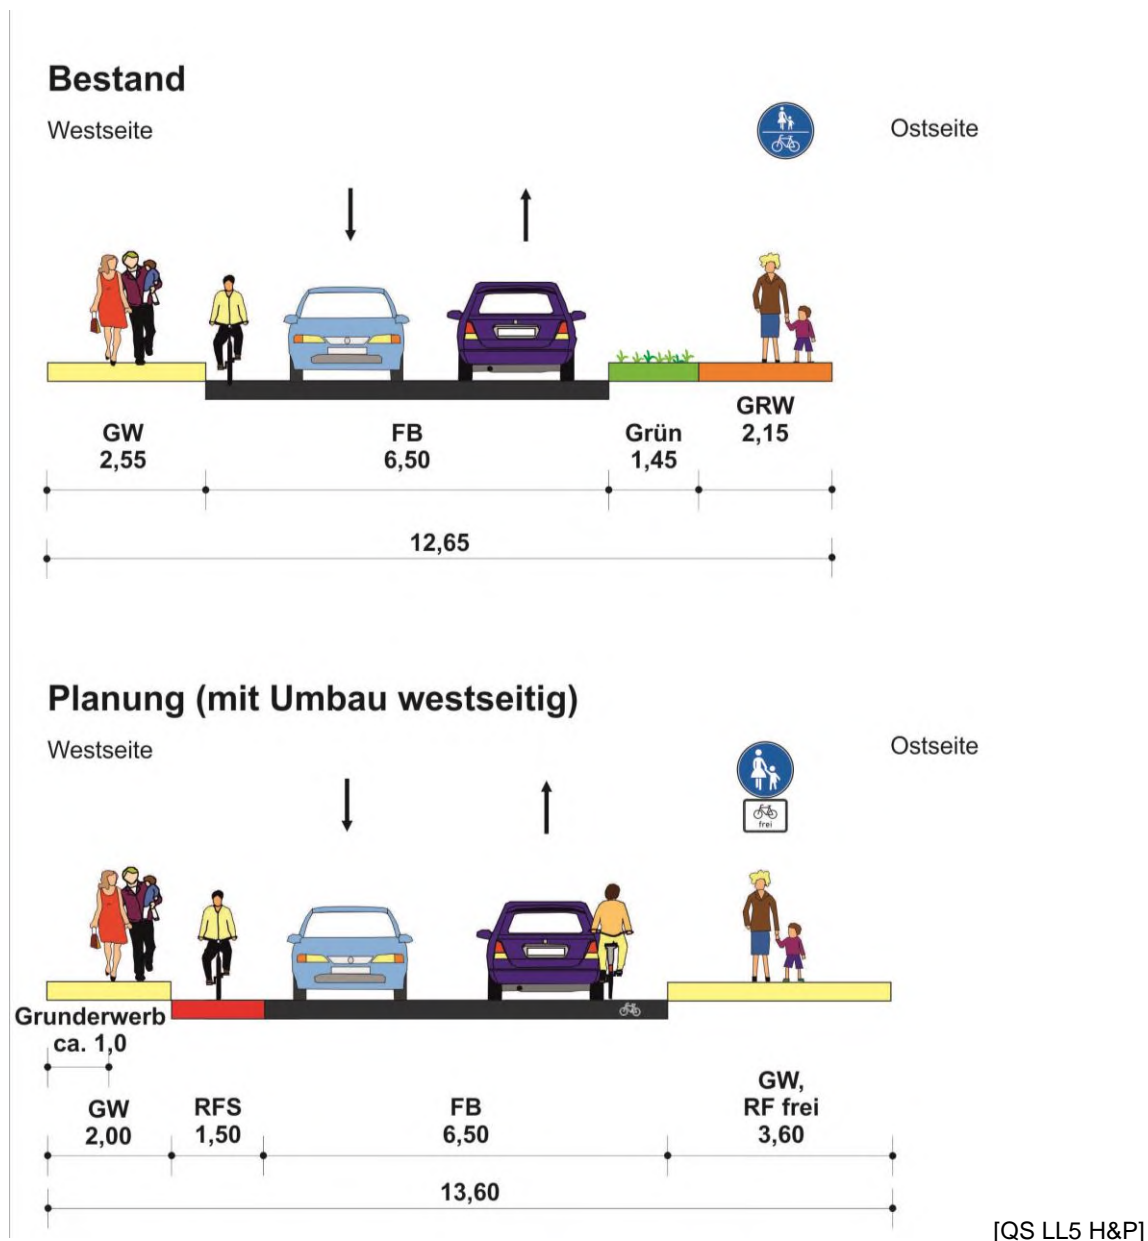 Bestand
Westseite
Ostseite
GW
2,55
FB
6,50
Grün
1,45
GRW
2,15
12,65
Planung (mit Umbau westseitig)
Westseite
Ostseite
frei
Grunderwerb
ca. 1,0
GW
2,00
RFS
1,50
FB
6,50
GW,
RF frei
3,60
13,60
[QS LL5 H&P]